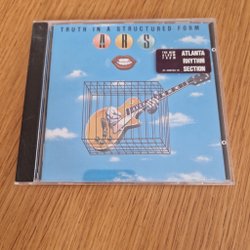 TRUTH IN A STRUCTURED FORM
ARS
ATLANTA
RHYTHM
SECTION